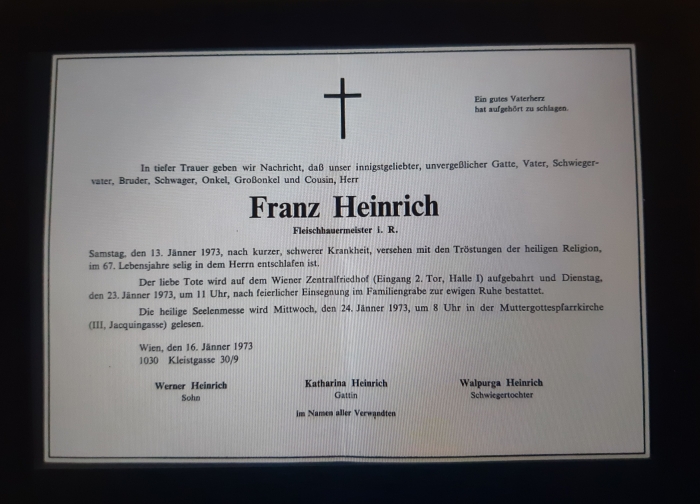 Ein gutes Vaterherz
hat aufgehört zu schlagen.
In tiefer Trauer geben wir Nachricht, daß unser innigstgeliebter, unvergeßlicher Gatte, Vater, Schwieger-
vater, Bruder, Schwager, Onkel, Großonkel und Cousin, Herr
Franz Heinrich
Fleischhauermeister i. R.
Samstag, den 13. Jänner 1973, nach kurzer, schwerer Krankheit, versehen mit den Tröstungen der heiligen Religion,
im 67. Lebensjahre selig in dem Herrn entschlafen ist.
Der liebe Tote wird auf dem Wiener Zentralfriedhof (Eingang 2. Tor, Halle I) aufgebahrt und Dienstag,
den 23. Jänner 1973, um 11 Uhr, nach feierlicher Einsegnung im Familiengrabe zur ewigen Ruhe bestattet.
Die heilige Seelenmesse wird Mittwoch, den 24. Jänner 1973, um 8 Uhr in der Muttergottespfarrkirche
(III, Jacquingasse) gelesen.
Wien, den 16. Jänner 1973
1030 Kleistgasse 30/9
Werner Heinrich Katharina Heinrich Walpurga Heinrich
Sohn Gattin Schwiegertochter
im Namen aller Verwandten